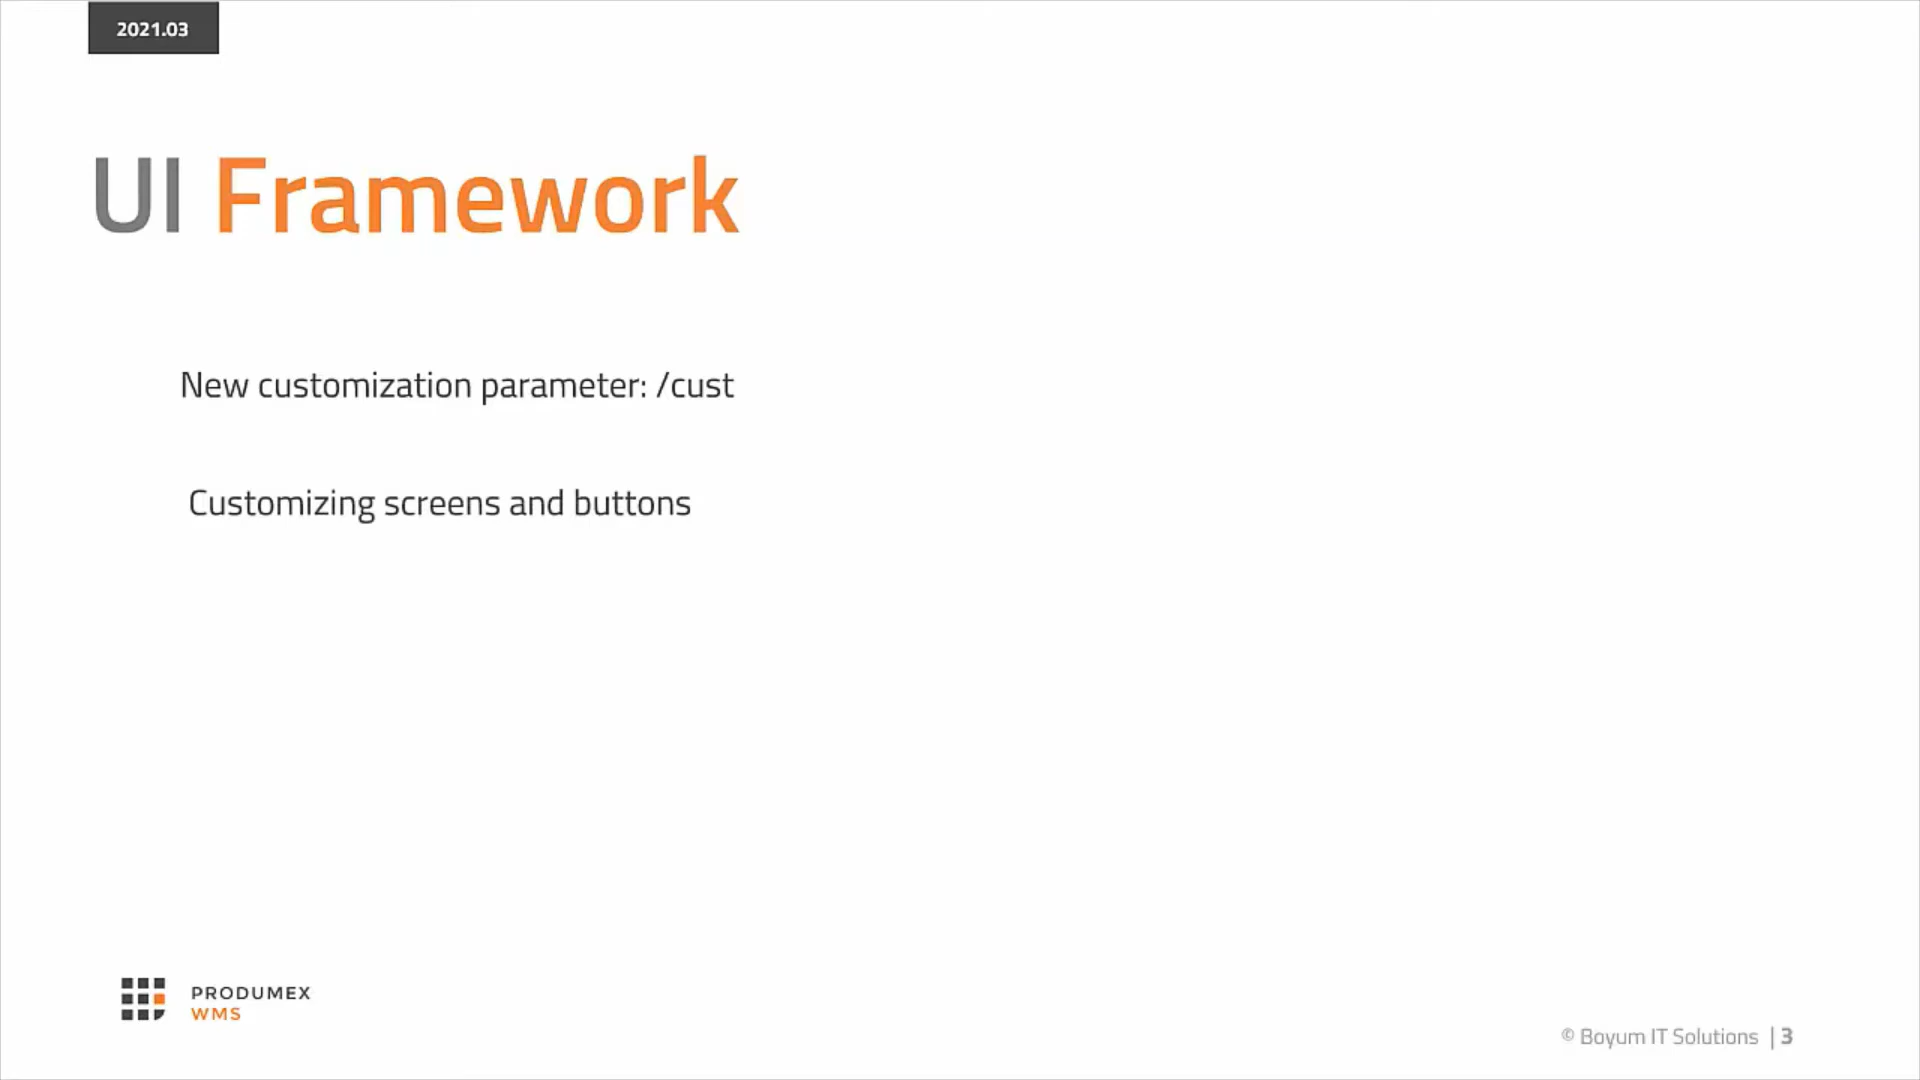 2021.03
UI Framework
New customization parameter: /cust
Customizing screens and buttons
PRODUMEX
WMS
© Boyum IT Solutions | 3